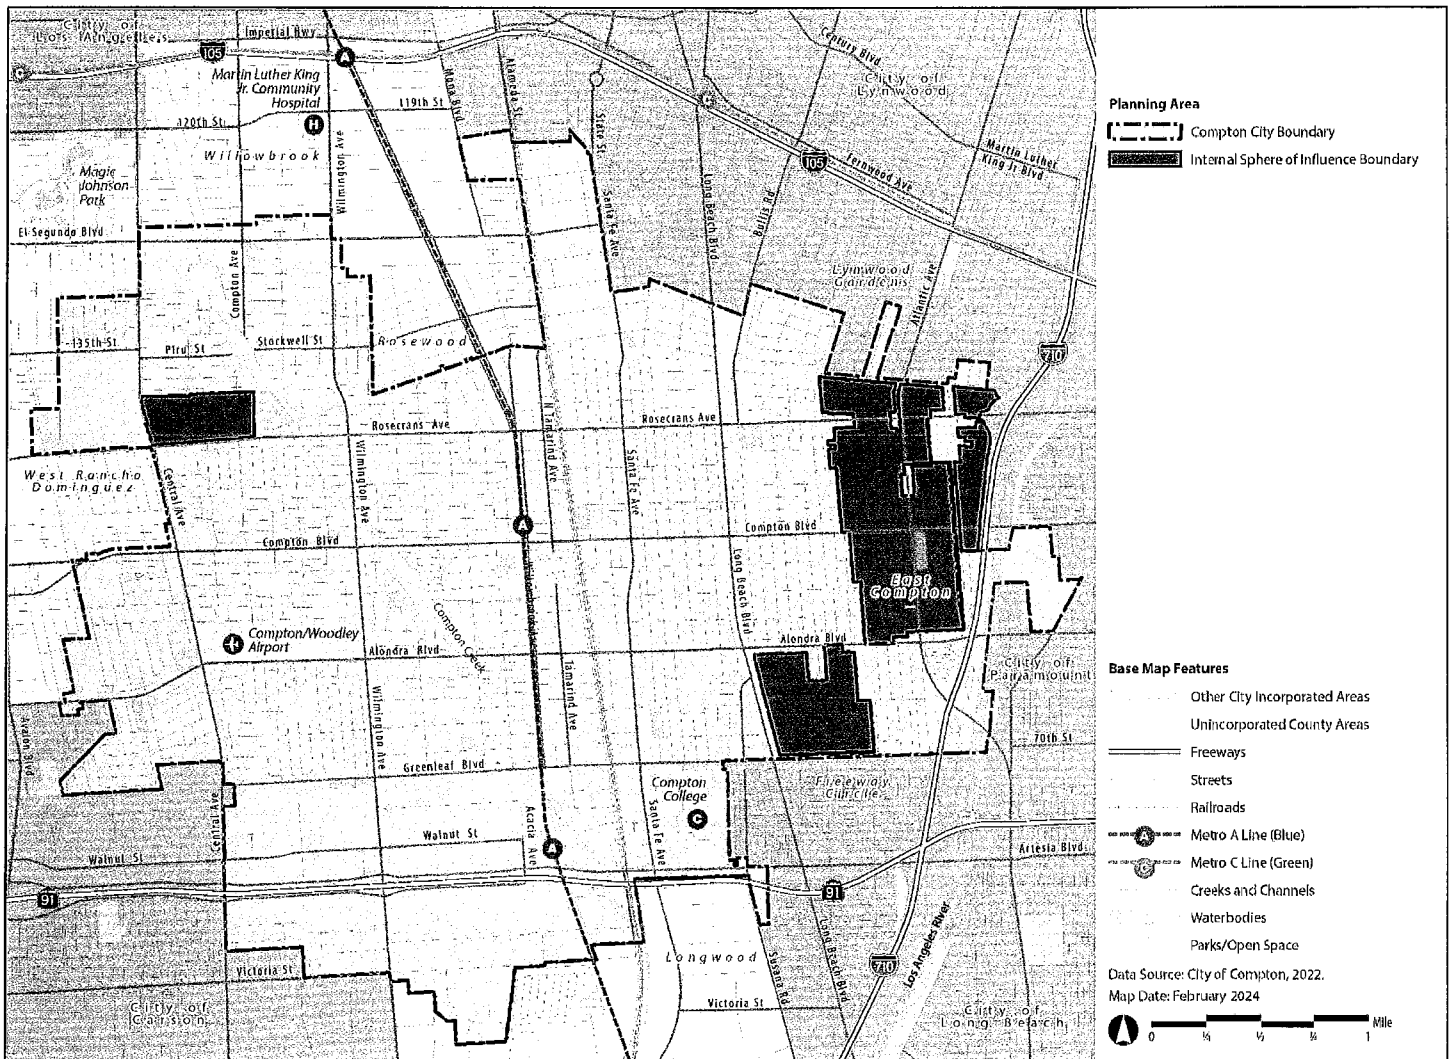 City of
Los Angeles
Imperial Hwy
105
A
C
Martin Luther King
Jr. Community
Hospital
H
119th St
120th St
Mona Blvd
Alameda St
State St
Century Blvd
City of
Lynwood
Martin Luther
King Jr Blvd
Willowbrook
Wilmington Ave
Magic
Johnson
Park
C
105
Fernwood Ave
Santa Fe Ave
Long Beach Blvd
Bullis Rd
El Segundo Blvd
Compton Ave
Lynwood
Gardens
Atlantic Ave
135th St
Piru St
Stockwell St
Rosewood
710
Rosecrans Ave
N Tamarind Ave
Rosecrans Ave
West Rancho
Dominguez
Central Ave
Wilmington Ave
Santa Fe Ave
A
Compton Blvd
Compton Blvd
Long Beach Blvd
East
Compton
Compton Creek
Compton/Woodley
Airport
Alondra Blvd
Alondra Blvd
City of
Paramount
Wilmington Ave
Tamarind Ave
Avalon Blvd
70th St
Greenleaf Blvd
Compton
College
C
Freeway
Circle
Central Ave
Walnut St
Walnut St
Acacia Ave
A
Santa Fe Ave
Artesia Blvd
91
91
Long Beach Blvd
Los Angeles River
710
Longwood
Susana Rd
Victoria St
Victoria St
City of
Carson
City of
Long Beach
Planning Area
Compton City Boundary
Internal Sphere of Influence Boundary
Base Map Features
Other City Incorporated Areas
Unincorporated County Areas
Freeways
Streets
Railroads
A Metro A Line (Blue)
C Metro C Line (Green)
Creeks and Channels
Waterbodies
Parks/Open Space
Data Source: City of Compton, 2022.
Map Date: February 2024
0 ¼ ½ ¾ 1 Mile